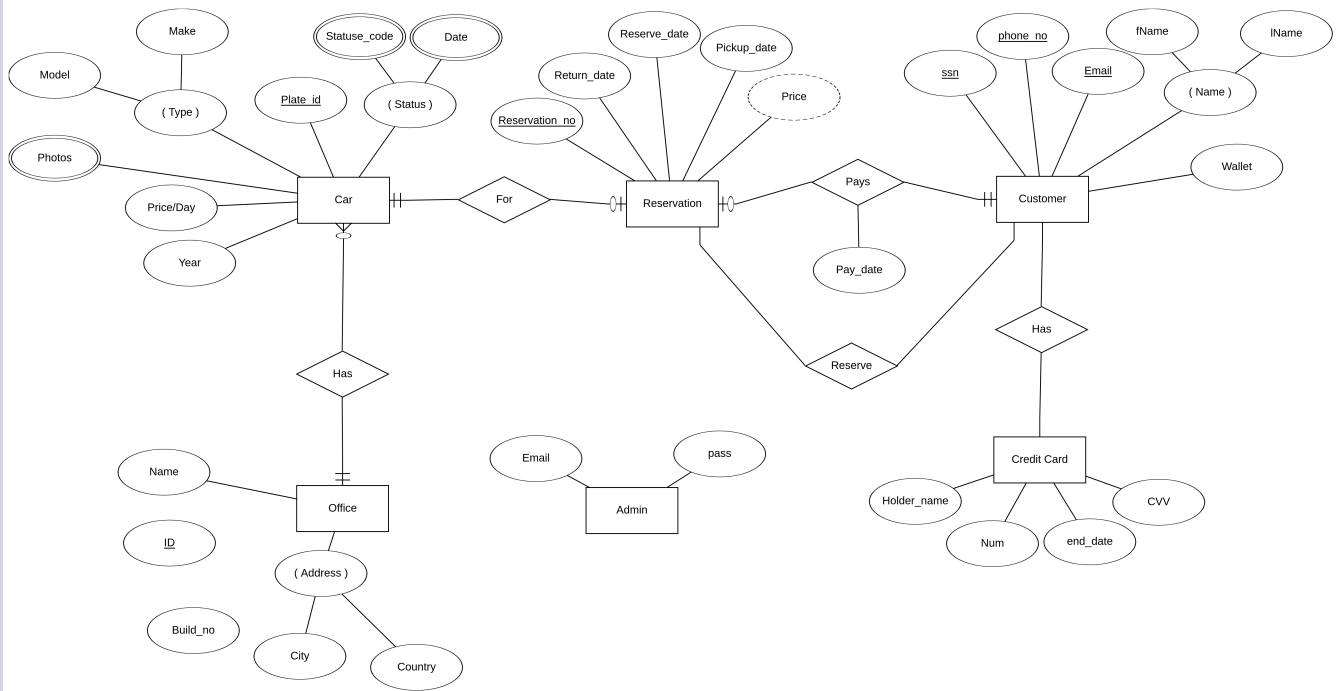 Make
Statuse_code
Date
Model
( Type )
Plate_id
( Status )
Photos
Price/Day
Year
Car
For
Reserve_date
Pickup_date
Return_date
Price
Reservation_no
Reservation
Pays
Pay_date
phone_no
fName
lName
ssn
Email
( Name )
Wallet
Customer
Has
Reserve
Has
Name
Office
ID
( Address )
Build_no
City
Country
Email
pass
Admin
Credit Card
Holder_name
CVV
Num
end_date